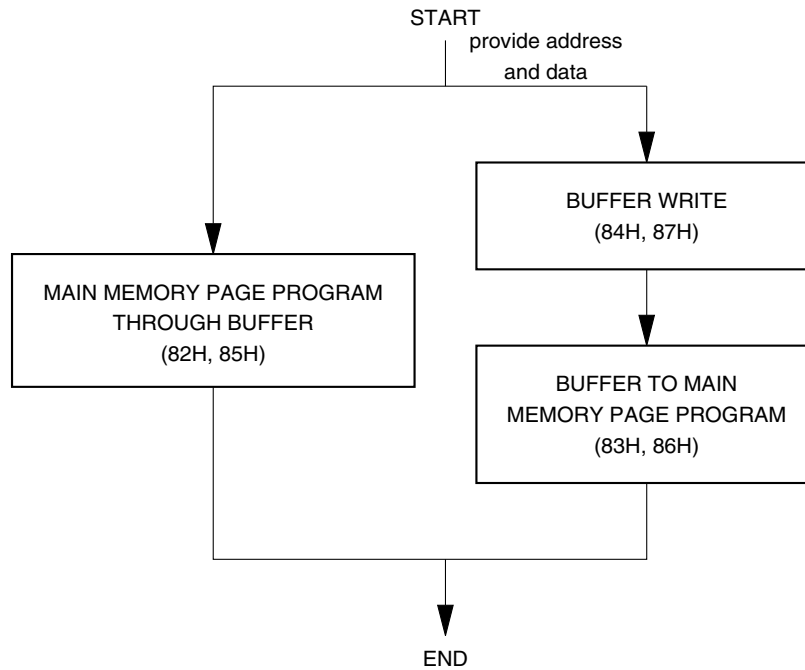 START
provide address
and data
BUFFER WRITE
(84H, 87H)
MAIN MEMORY PAGE PROGRAM
THROUGH BUFFER
(82H, 85H)
BUFFER TO MAIN
MEMORY PAGE PROGRAM
(83H, 86H)
END